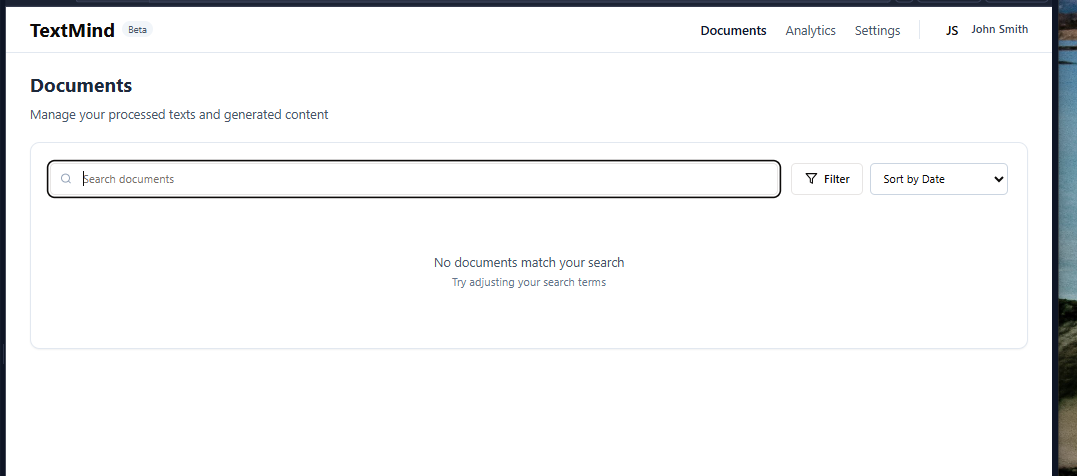 TextMind Beta Documents Analytics Settings JS John Smith
Documents
Manage your processed texts and generated content
Search documents Filter Sort by Date
No documents match your search
Try adjusting your search terms